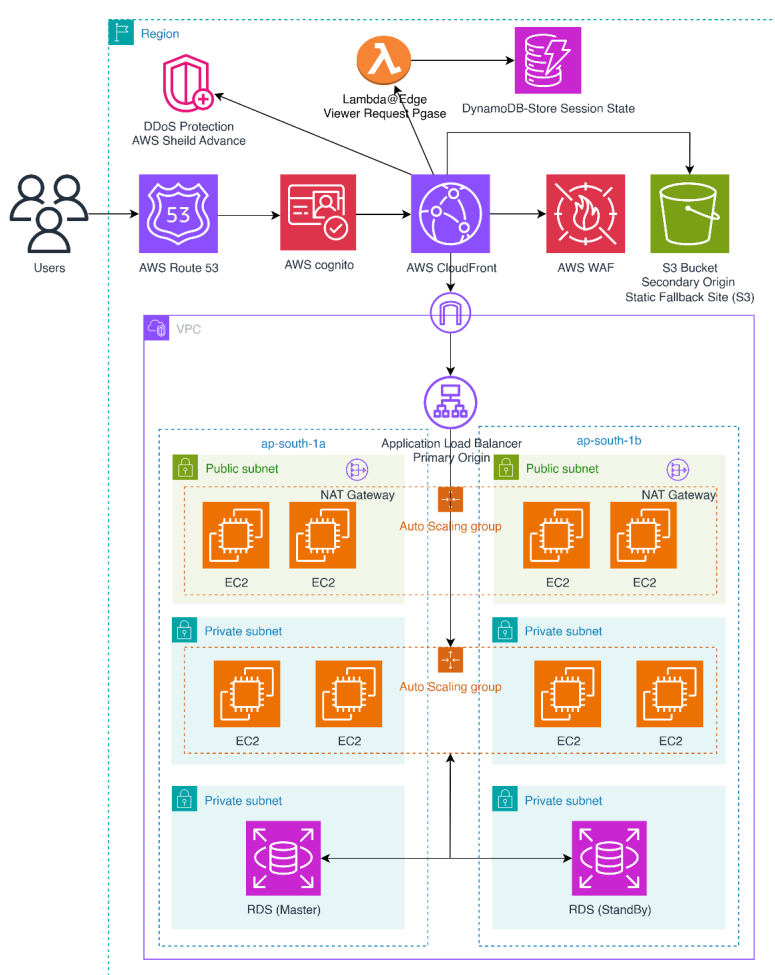 Region
DDoS Protection
AWS Sheild Advance
Lambda@Edge
Viewer Request Pgase
DynamoDB-Store Session State
Users
53
AWS Route 53
AWS cognito
AWS CloudFront
AWS WAF
S3 Bucket
Secondary Origin
Static Fallback Site (S3)
VPC
Application Load Balancer
Primary Origin
ap-south-1a
ap-south-1b
Public subnet
NAT Gateway
Public subnet
NAT Gateway
Auto Scaling group
EC2
EC2
EC2
EC2
Private subnet
Private subnet
Auto Scaling group
EC2
EC2
EC2
EC2
Private subnet
Private subnet
RDS (Master)
RDS (StandBy)